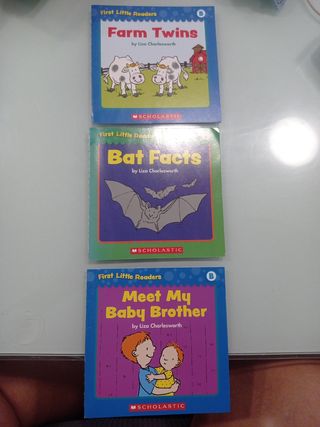 First Little Readers
B
Farm Twins
by Liza Charlesworth
SCHOLASTIC
First Little Readers
Bat Facts
by Liza Charlesworth
SCHOLASTIC
First Little Readers
B
Meet My
Baby Brother
by Liza Charlesworth
SCHOLASTIC